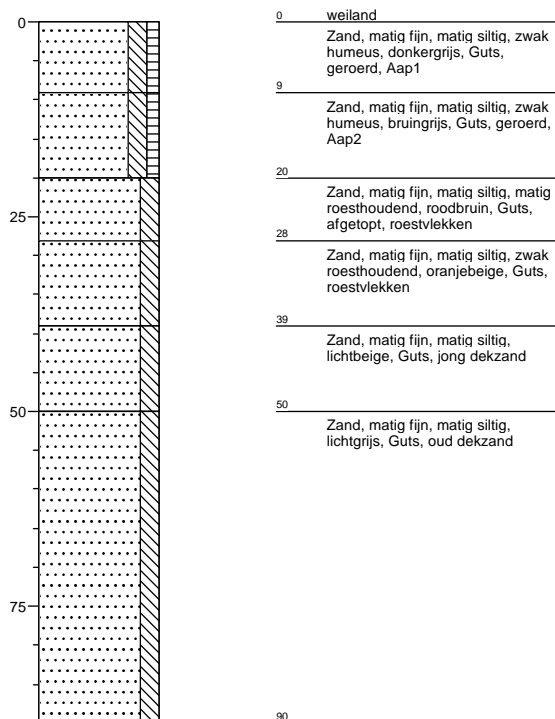 0
25
50
75
0 weiland
Zand, matig fijn, matig siltig, zwak
humeus, donkergrijs, Guts,
geroerd, Aap1
9
Zand, matig fijn, matig siltig, zwak
humeus, bruingrijs, Guts, geroerd,
Aap2
20
Zand, matig fijn, matig siltig, matig
roesthoudend, roodbruin, Guts,
afgetopt, roestvlekken
28
Zand, matig fijn, matig siltig, zwak
roesthoudend, oranjebeige, Guts,
roestvlekken
39
Zand, matig fijn, matig siltig,
lichtbeige, Guts, jong dekzand
50
Zand, matig fijn, matig siltig,
lichtgrijs, Guts, oud dekzand
90